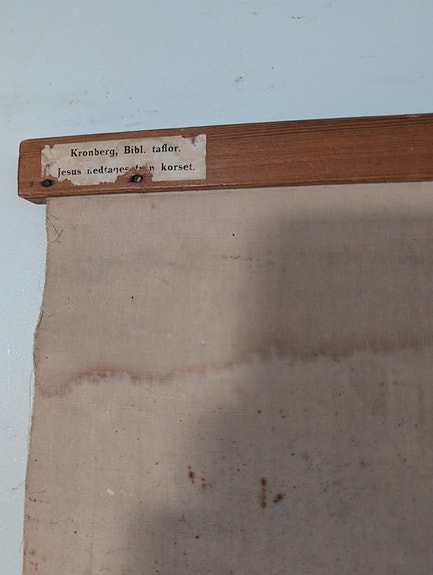 Kronberg, Bibl. taflor.
Jesus nedtages korset.